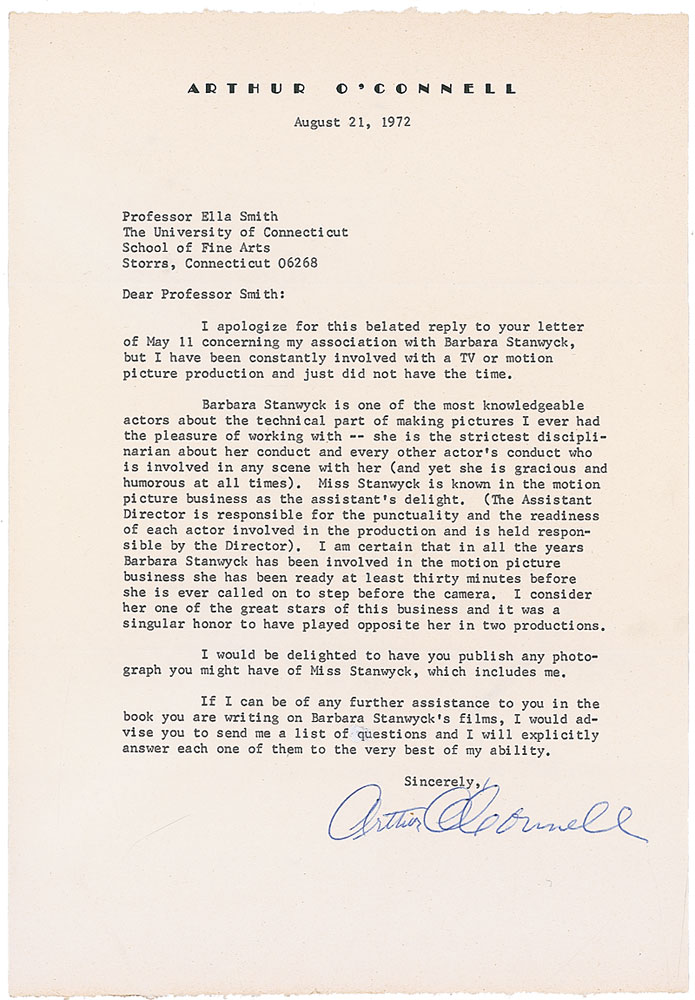 ARTHUR O'CONNELL
August 21, 1972
Professor Ella Smith
The University of Connecticut
School of Fine Arts
Storrs, Connecticut 06268
Dear Professor Smith:
I apologize for this belated reply to your letter
of May 11 concerning my association with Barbara Stanwyck,
but I have been constantly involved with a TV or motion
picture production and just did not have the time.
Barbara Stanwyck is one of the most knowledgeable
actors about the technical part of making pictures I ever had
the pleasure of working with -- she is the strictest discipli-
narian about her conduct and every other actor's conduct who
is involved in any scene with her (and yet she is gracious and
humorous at all times). Miss Stanwyck is known in the motion
picture business as the assistant's delight. (The Assistant
Director is responsible for the punctuality and the readiness
of each actor involved in the production and is held respon-
sible by the Director). I am certain that in all the years
Barbara Stanwyck has been involved in the motion picture
business she has been ready at least thirty minutes before
she is ever called on to step before the camera. I consider
her one of the great stars of this business and it was a
singular honor to have played opposite her in two productions.
I would be delighted to have you publish any photo-
graph you might have of Miss Stanwyck, which includes me.
If I can be of any further assistance to you in the
book you are writing on Barbara Stanwyck's films, I would ad-
vise you to send me a list of questions and I will explicitly
answer each one of them to the very best of my ability.
Sincerely,
Arthur O'Connell